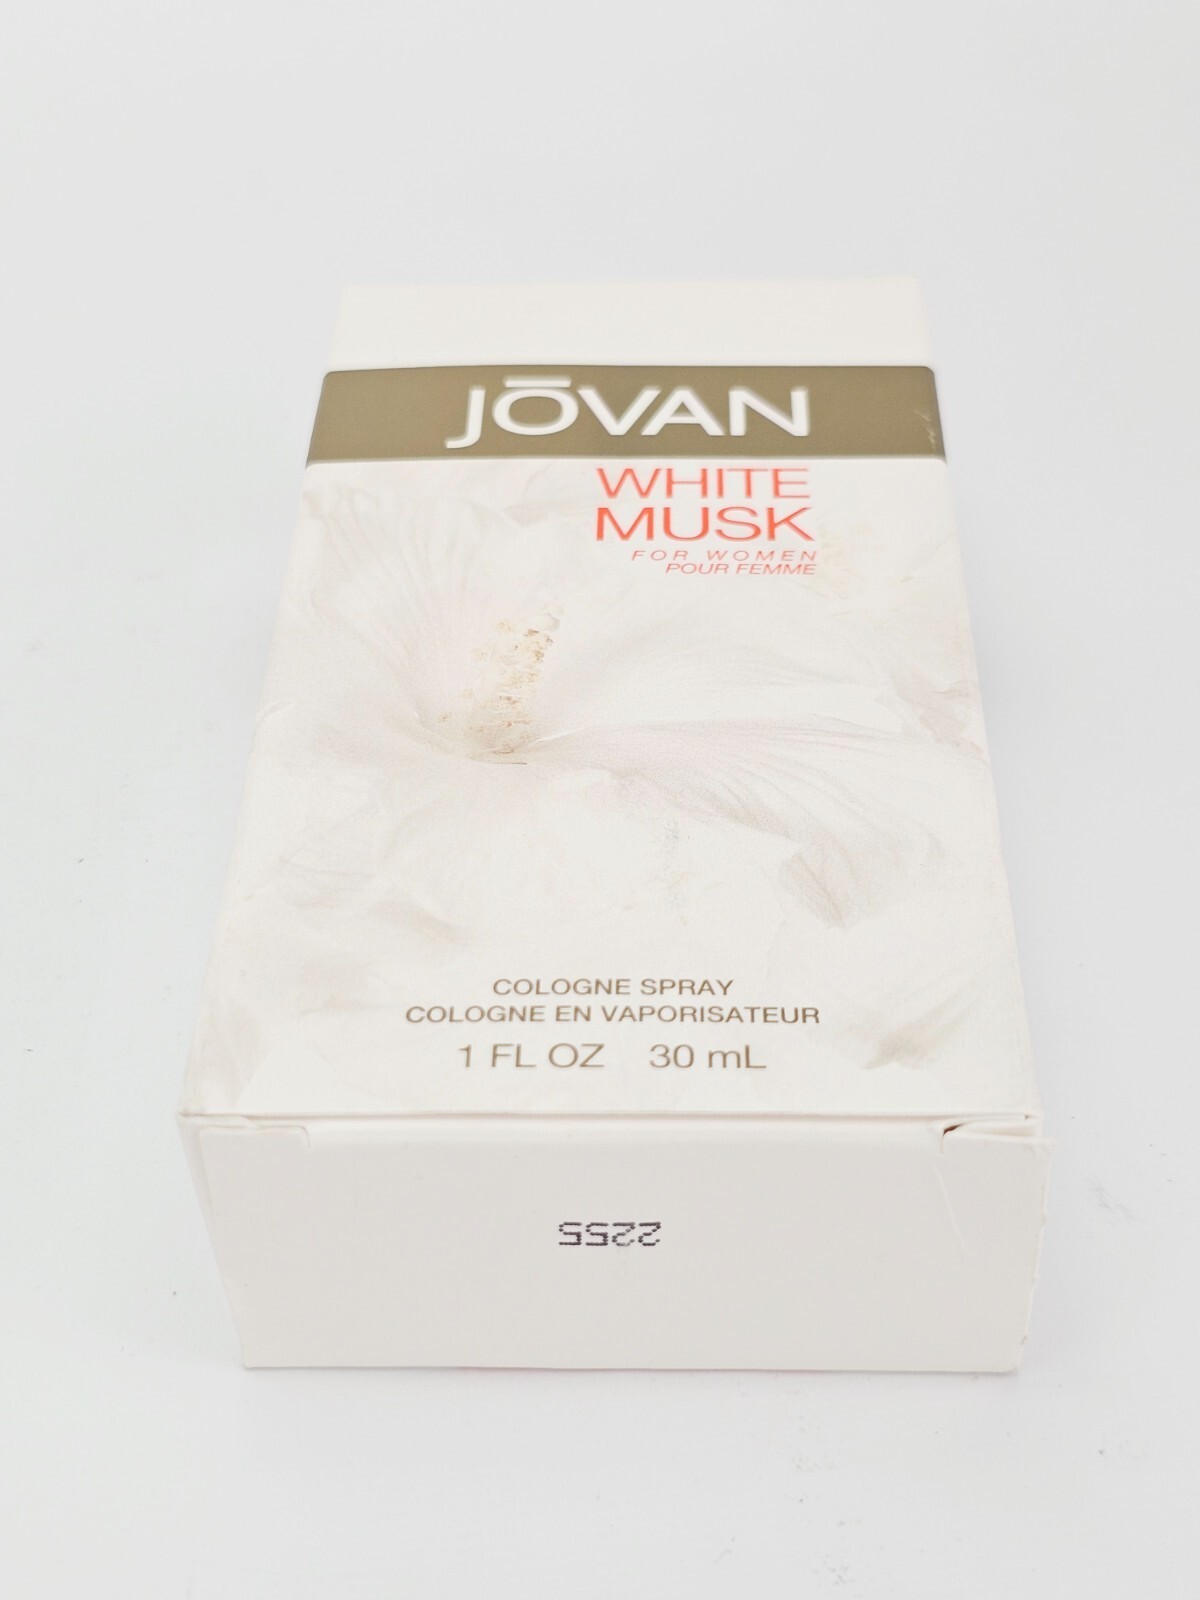 JŌVAN
WHITE
MUSK
FOR WOMEN
POUR FEMME
COLOGNE SPRAY
COLOGNE EN VAPORISATEUR
1 FL OZ 30 mL
2255